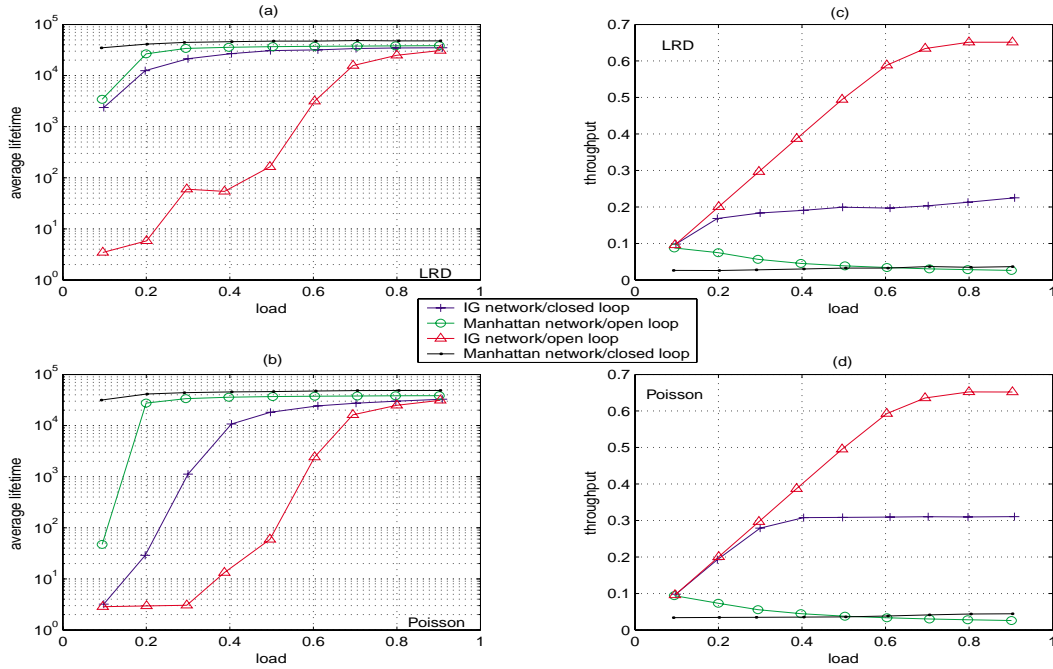 (a)
10^5
10^4
10^3
10^2
10^1
10^0
average lifetime
LRD
0
0.2
0.4
0.6
0.8
1
load
(c)
0.7
0.6
0.5
0.4
0.3
0.2
0.1
0
throughput
LRD
0
0.2
0.4
0.6
0.8
1
load
IG network/closed loop
Manhattan network/open loop
IG network/open loop
Manhattan network/closed loop
(b)
10^5
10^4
10^3
10^2
10^1
10^0
average lifetime
Poisson
0
0.2
0.4
0.6
0.8
1
load
(d)
0.7
0.6
0.5
0.4
0.3
0.2
0.1
0
throughput
Poisson
0
0.2
0.4
0.6
0.8
1
load